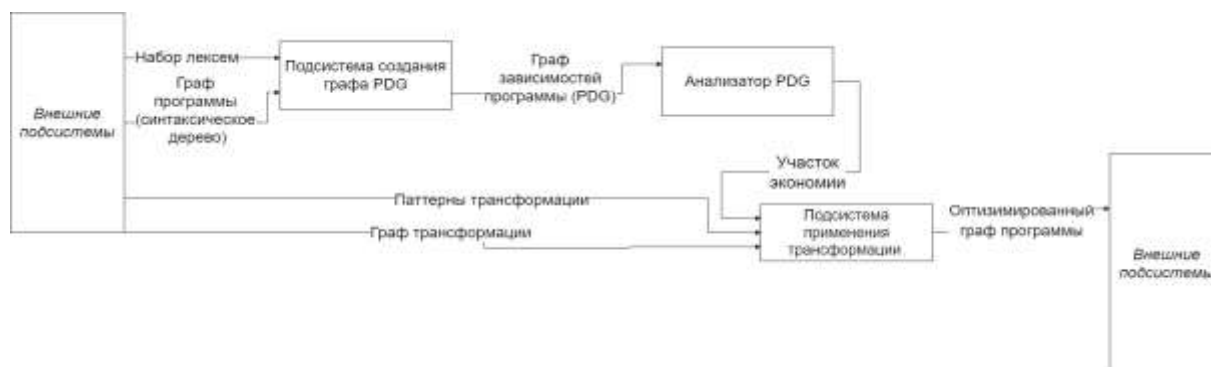 Внешние
подсистемы
Набор лексем
Граф
программы
(синтаксическое
дерево)
Подсистема создания
графа PDG
Граф
зависимостей
программы (PDG)
Анализатор PDG
Участок
экономии
Паттерны трансформации
Граф трансформации
Подсистема
применения
трансформации
Оптизимированный
граф программы
Внешние
подсистемы